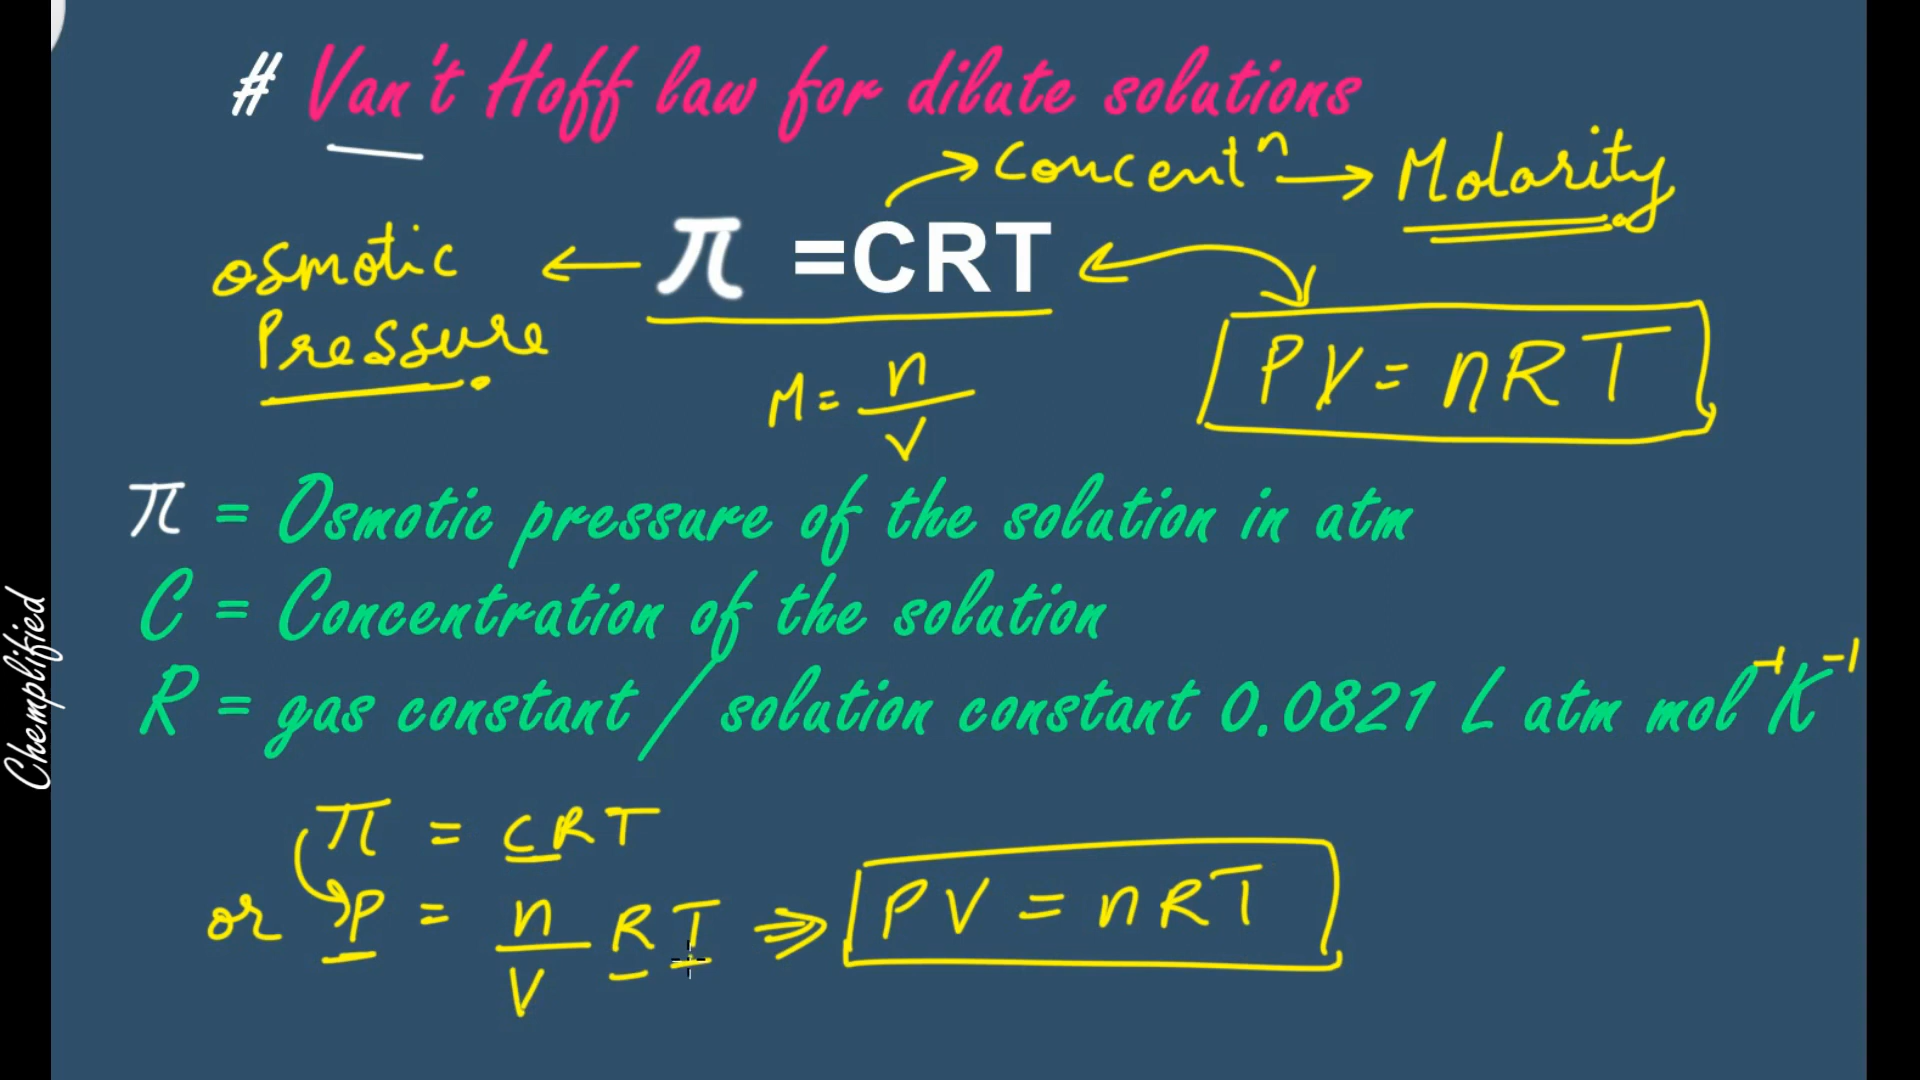 # Van't Hoff law for dilute solutions
Concentⁿ → Molarity
osmotic Pressure ← π =CRT
M = n/V
PV = nRT
π = Osmotic pressure of the solution in atm
C = Concentration of the solution
R = gas constant / solution constant 0.0821 L atm mol⁻¹K⁻¹
π = CRT
or P = n/V RT ⇒ PV = nRT
Chemplified